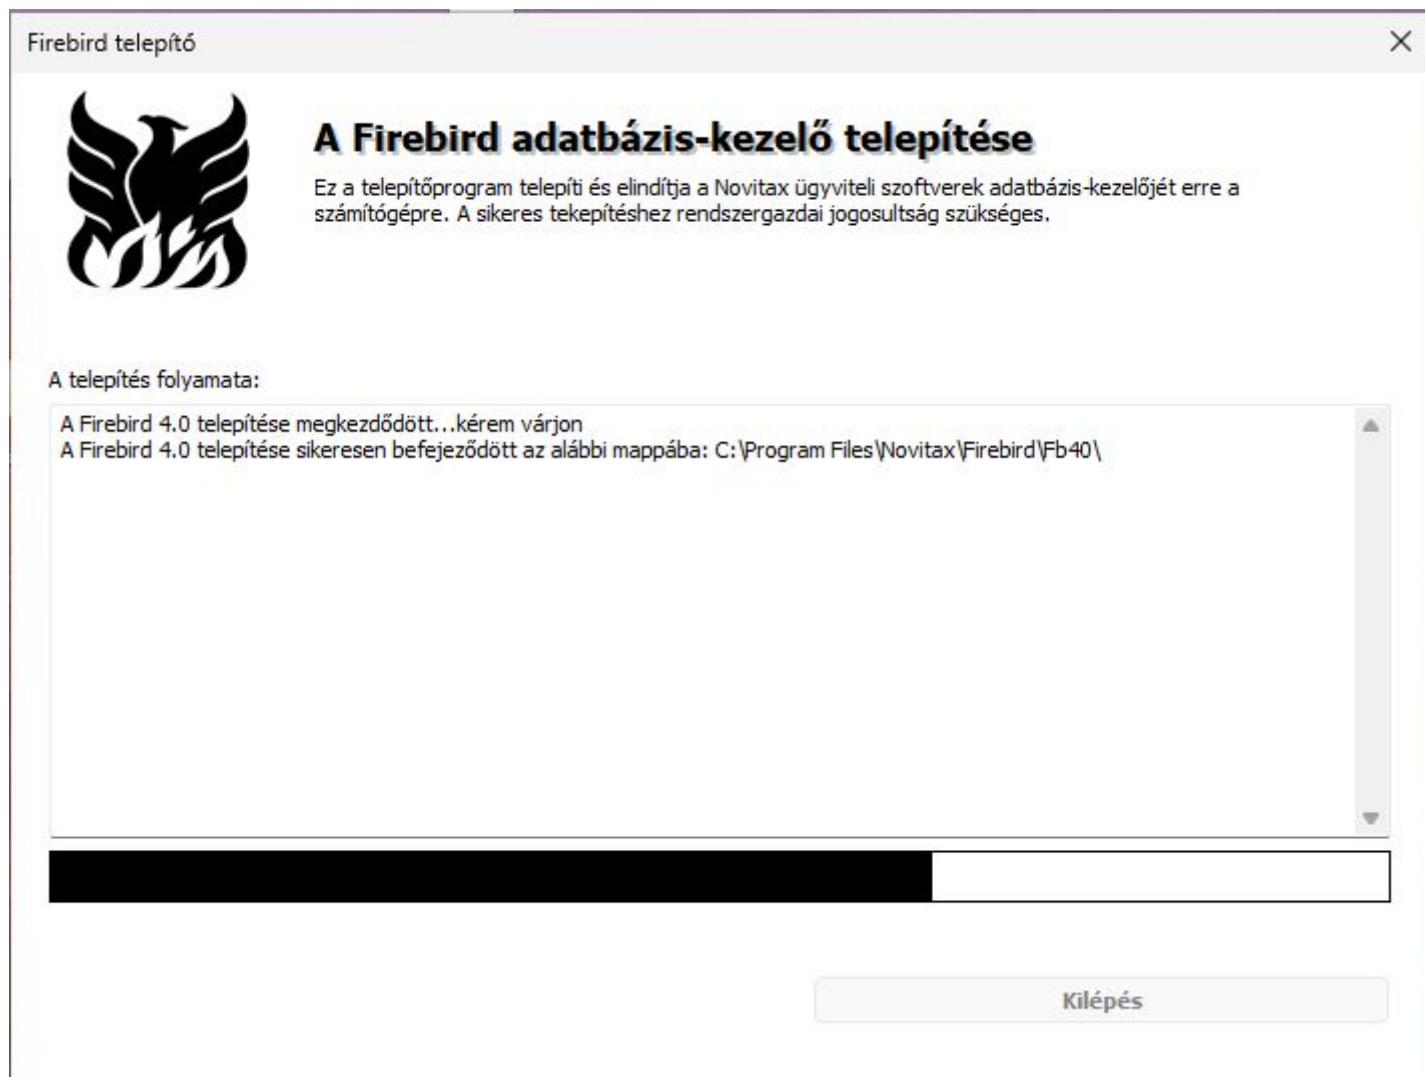 Firebird telepítő
A Firebird adatbázis-kezelő telepítése
Ez a telepítőprogram telepíti és elindítja a Novitax ügyviteli szoftverek adatbázis-kezelőjét erre a
számítógépre. A sikeres tekepítéshez rendszergazdai jogosultság szükséges.
A telepítés folyamata:
A Firebird 4.0 telepítése megkezdődött...kérem várjon
A Firebird 4.0 telepítése sikeresen befejeződött az alábbi mappába: C:\Program Files\Novitax\Firebird\Fb40\
Kilépés